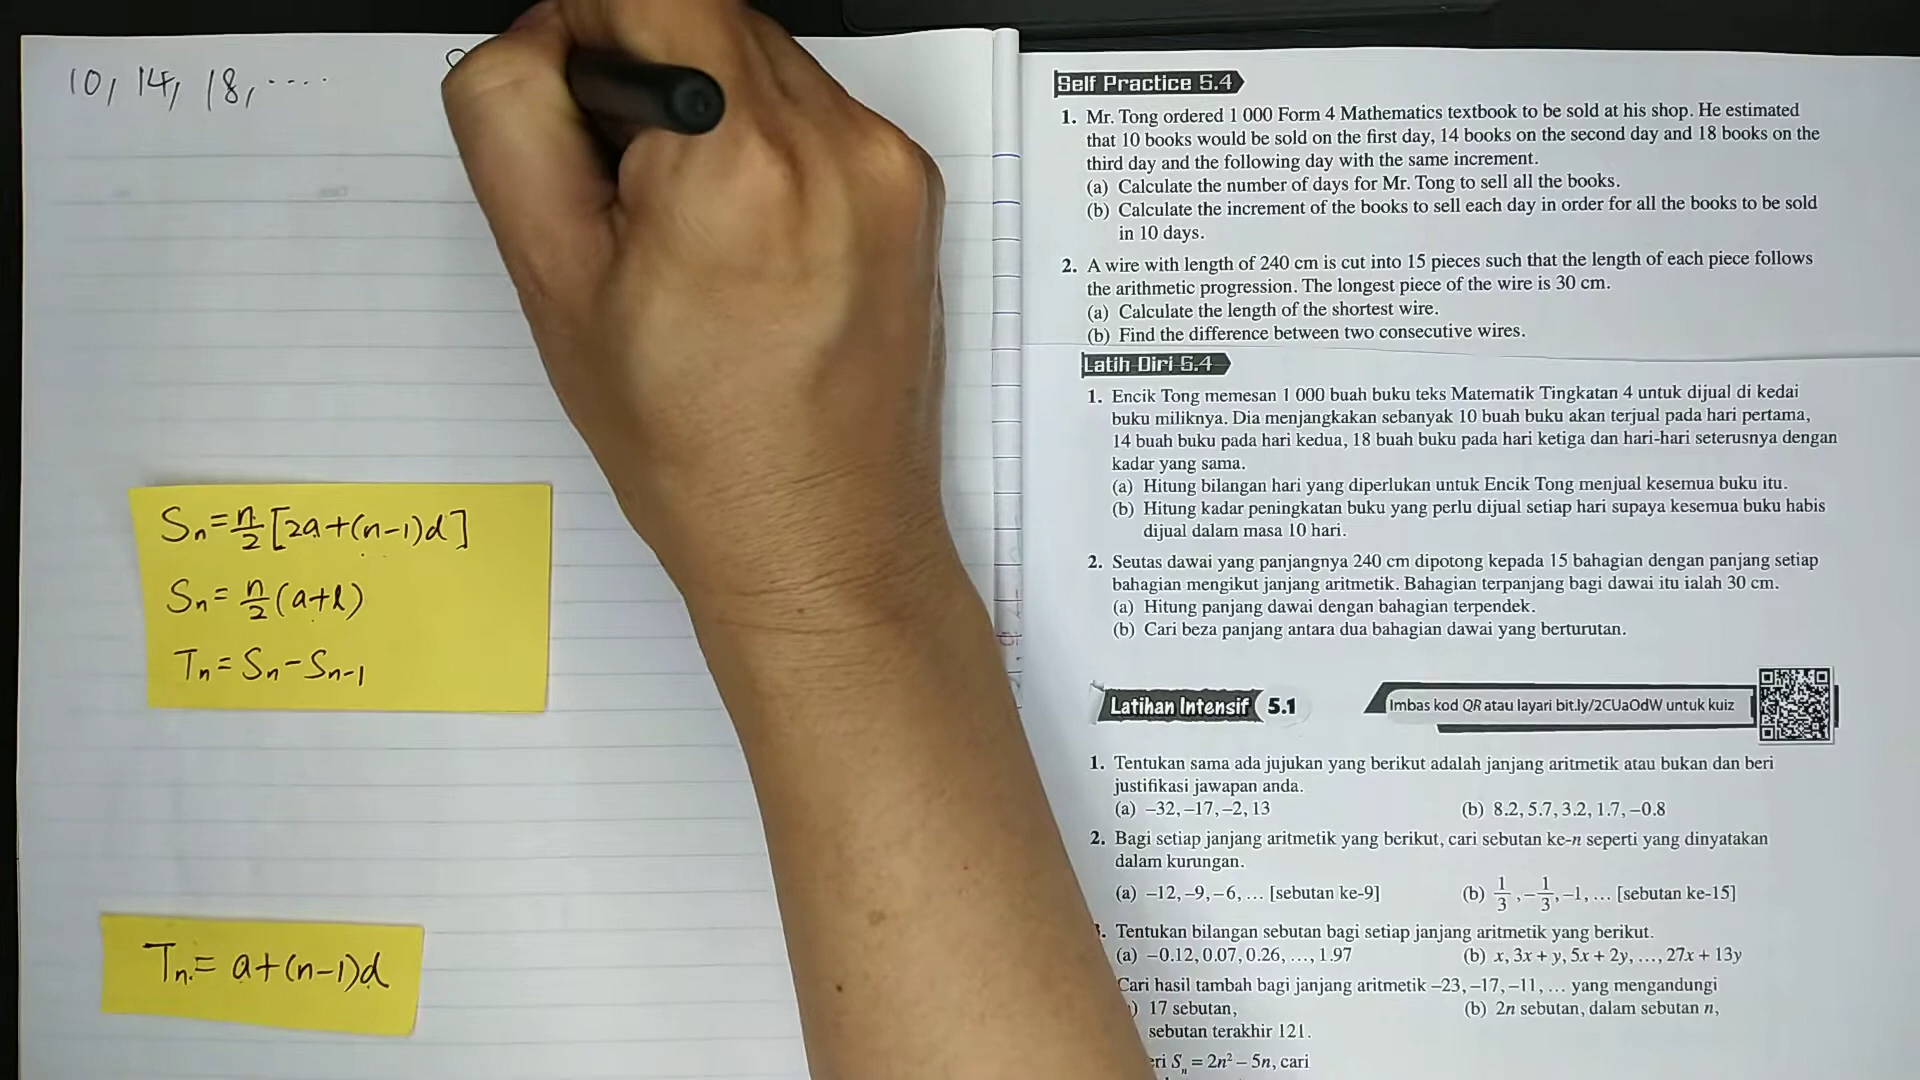 10, 14, 18, ....
Sn = n/2 [2a+(n-1)d]
Sn = n/2 (a+l)
Tn = Sn - Sn-1
Tn = a+(n-1)d
Self Practice 5.4
1. Mr. Tong ordered 1 000 Form 4 Mathematics textbook to be sold at his shop. He estimated
that 10 books would be sold on the first day, 14 books on the second day and 18 books on the
third day and the following day with the same increment.
(a) Calculate the number of days for Mr. Tong to sell all the books.
(b) Calculate the increment of the books to sell each day in order for all the books to be sold
in 10 days.
2. A wire with length of 240 cm is cut into 15 pieces such that the length of each piece follows
the arithmetic progression. The longest piece of the wire is 30 cm.
(a) Calculate the length of the shortest wire.
(b) Find the difference between two consecutive wires.
Latih Diri 5.4
1. Encik Tong memesan 1 000 buah buku teks Matematik Tingkatan 4 untuk dijual di kedai
buku miliknya. Dia menjangkakan sebanyak 10 buah buku akan terjual pada hari pertama,
14 buah buku pada hari kedua, 18 buah buku pada hari ketiga dan hari-hari seterusnya dengan
kadar yang sama.
(a) Hitung bilangan hari yang diperlukan untuk Encik Tong menjual kesemua buku itu.
(b) Hitung kadar peningkatan buku yang perlu dijual setiap hari supaya kesemua buku habis
dijual dalam masa 10 hari.
2. Seutas dawai yang panjangnya 240 cm dipotong kepada 15 bahagian dengan panjang setiap
bahagian mengikut janjang aritmetik. Bahagian terpanjang bagi dawai itu ialah 30 cm.
(a) Hitung panjang dawai dengan bahagian terpendek.
(b) Cari beza panjang antara dua bahagian dawai yang berturutan.
Latihan Intensif 5.1
Imbas kod QR atau layari bit.ly/2CUaOdW untuk kuiz
1. Tentukan sama ada jujukan yang berikut adalah janjang aritmetik atau bukan dan beri
justifikasi jawapan anda.
(a) –32, –17, –2, 13 (b) 8.2, 5.7, 3.2, 1.7, –0.8
2. Bagi setiap janjang aritmetik yang berikut, cari sebutan ke-n seperti yang dinyatakan
dalam kurungan.
(a) –12, –9, –6, … [sebutan ke-9] (b) 1/3, –1/3, –1, … [sebutan ke-15]
. Tentukan bilangan sebutan bagi setiap janjang aritmetik yang berikut.
(a) –0.12, 0.07, 0.26, …, 1.97 (b) x, 3x + y, 5x + 2y, …, 27x + 13y
Cari hasil tambah bagi janjang aritmetik –23, –17, –11, … yang mengandungi
) 17 sebutan, (b) 2n sebutan, dalam sebutan n,
sebutan terakhir 121.
eri Sn = 2n² – 5n, cari